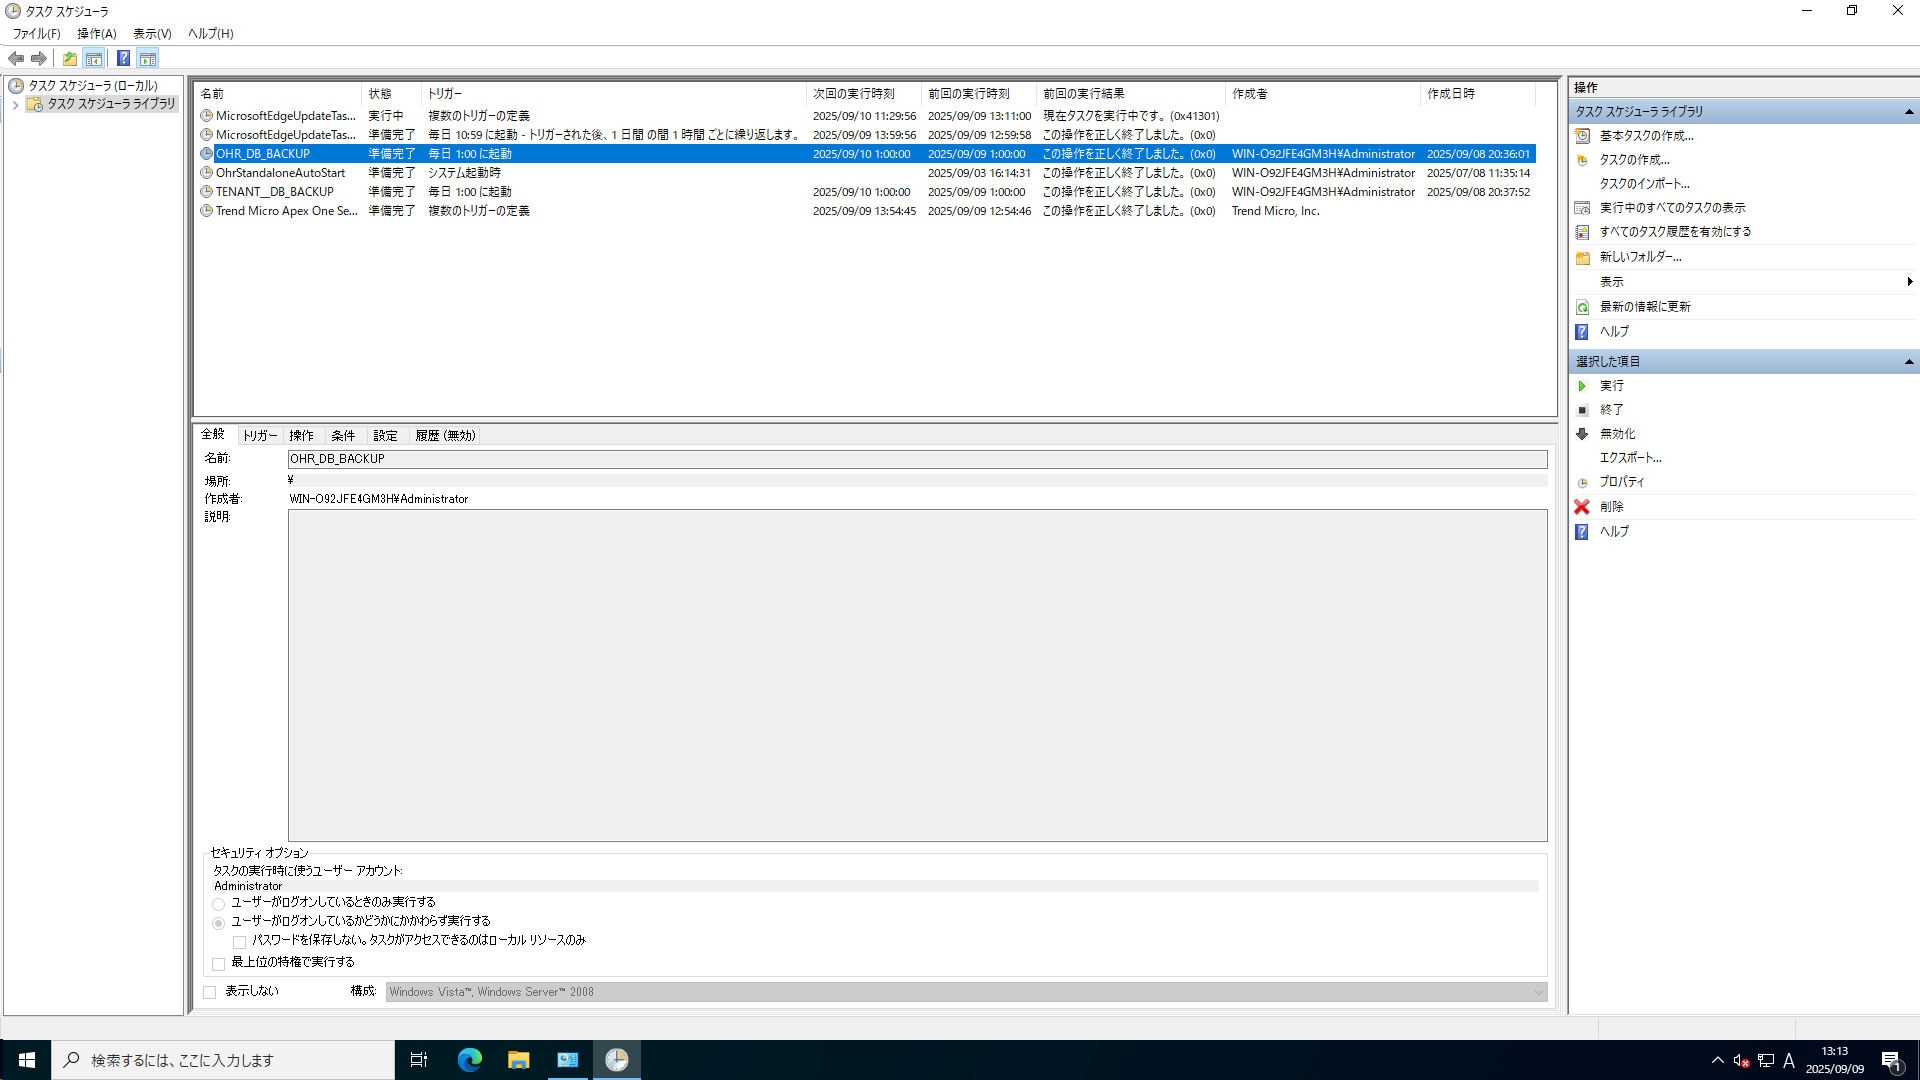 タスク スケジューラ
ファイル(F) 操作(A) 表示(V) ヘルプ(H)
タスク スケジューラ (ローカル)
タスク スケジューラ ライブラリ
名前 状態 トリガー 次回の実行時刻 前回の実行時刻 前回の実行結果 作成者 作成日時
MicrosoftEdgeUpdateTas... 実行中 複数のトリガーの定義 2025/09/10 11:29:56 2025/09/09 13:11:00 現在タスクを実行中です。 (0x41301)
MicrosoftEdgeUpdateTas... 準備完了 毎日 10:59 に起動 - トリガーされた後、1 日間 の間 1 時間 ごとに繰り返します。 2025/09/09 13:59:56 2025/09/09 12:59:58 この操作を正しく終了しました。 (0x0)
OHR_DB_BACKUP 準備完了 毎日 1:00 に起動 2025/09/10 1:00:00 2025/09/09 1:00:00 この操作を正しく終了しました。 (0x0) WIN-O92JFE4GM3H¥Administrator 2025/09/08 20:36:01
OhrStandaloneAutoStart 準備完了 システム起動時 2025/09/03 16:14:31 この操作を正しく終了しました。 (0x0) WIN-O92JFE4GM3H¥Administrator 2025/07/08 11:35:14
TENANT__DB_BACKUP 準備完了 毎日 1:00 に起動 2025/09/10 1:00:00 2025/09/09 1:00:00 この操作を正しく終了しました。 (0x0) WIN-O92JFE4GM3H¥Administrator 2025/09/08 20:37:52
Trend Micro Apex One Se... 準備完了 複数のトリガーの定義 2025/09/09 13:54:45 2025/09/09 12:54:46 この操作を正しく終了しました。 (0x0) Trend Micro, Inc.
全般 トリガー 操作 条件 設定 履歴 (無効)
名前: OHR_DB_BACKUP
場所: ¥
作成者: WIN-O92JFE4GM3H¥Administrator
説明:
セキュリティ オプション
タスクの実行時に使うユーザー アカウント:
Administrator
ユーザーがログオンしているときのみ実行する
ユーザーがログオンしているかどうかにかかわらず実行する
パスワードを保存しない。タスクがアクセスできるのはローカル リソースのみ
最上位の特権で実行する
表示しない 構成: Windows Vista™, Windows Server™ 2008
操作
タスク スケジューラ ライブラリ
基本タスクの作成...
タスクの作成...
タスクのインポート...
実行中のすべてのタスクの表示
すべてのタスク履歴を有効にする
新しいフォルダー...
表示
最新の情報に更新
ヘルプ
選択した項目
実行
終了
無効化
エクスポート...
プロパティ
削除
ヘルプ
検索するには、ここに入力します
A
13:13
2025/09/09
1